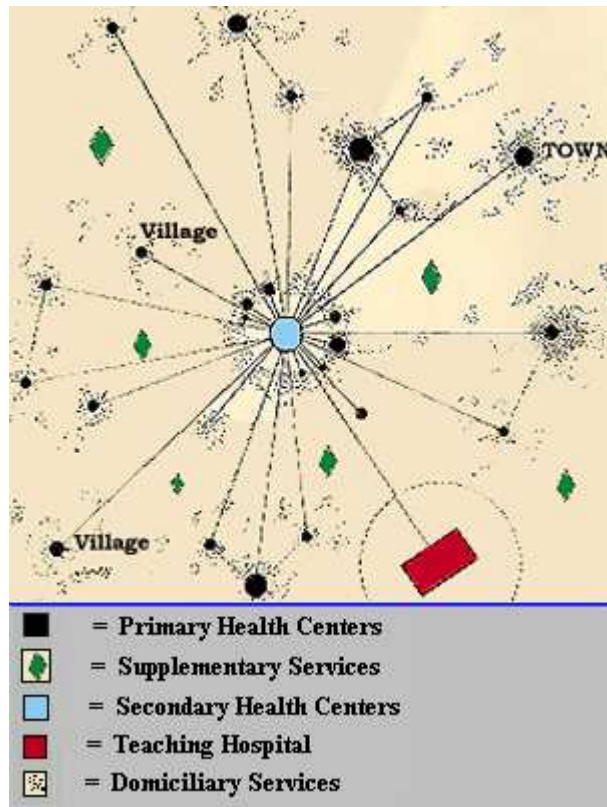 TOWN
Village
Village
= Primary Health Centers
= Supplementary Services
= Secondary Health Centers
= Teaching Hospital
= Domiciliary Services